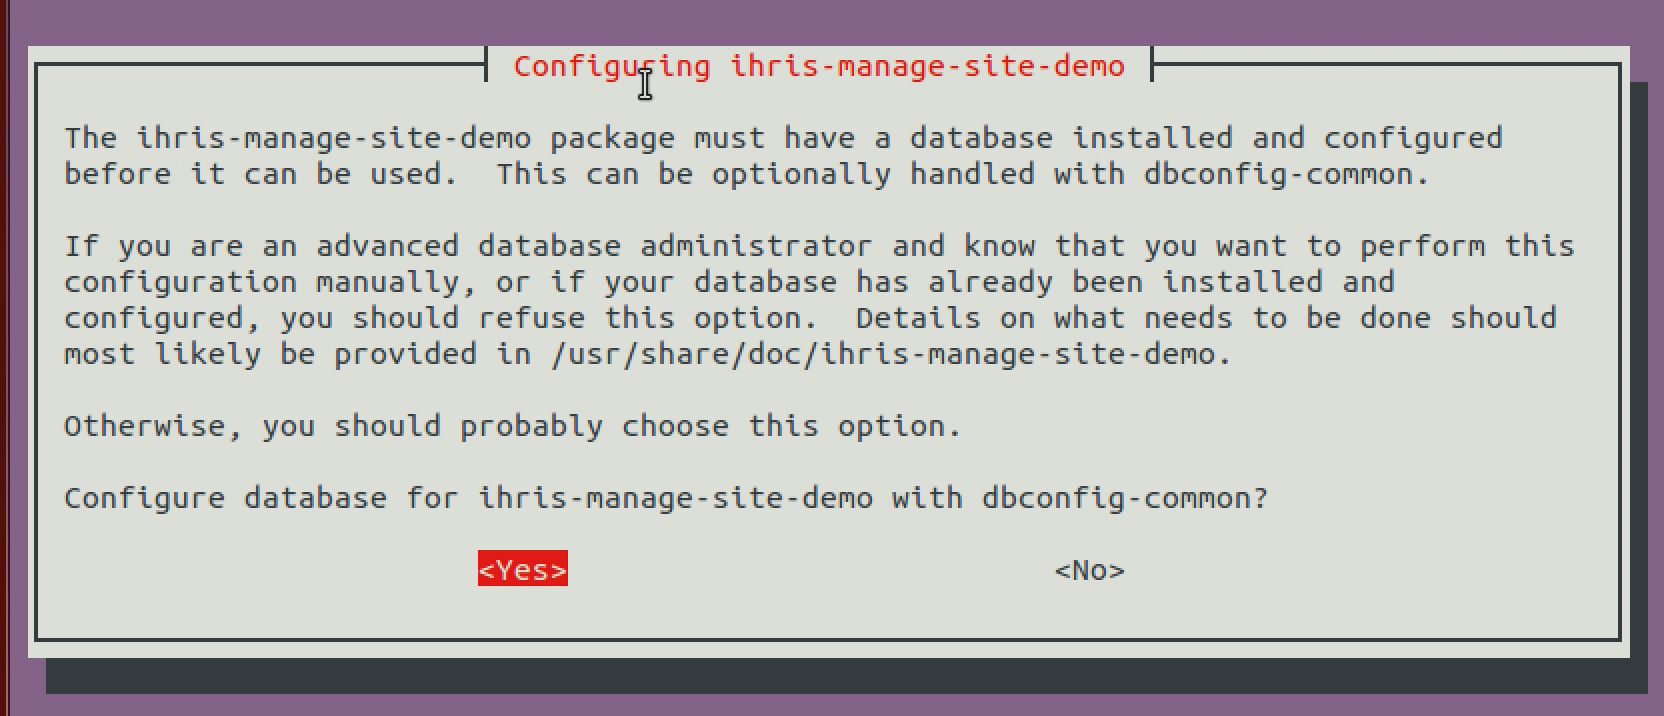 Configuring ihris-manage-site-demo
The ihris-manage-site-demo package must have a database installed and configured
before it can be used.  This can be optionally handled with dbconfig-common.
If you are an advanced database administrator and know that you want to perform this
configuration manually, or if your database has already been installed and
configured, you should refuse this option.  Details on what needs to be done should
most likely be provided in /usr/share/doc/ihris-manage-site-demo.
Otherwise, you should probably choose this option.
Configure database for ihris-manage-site-demo with dbconfig-common?
<Yes> <No>